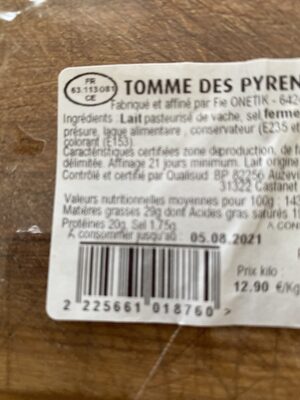 FR
63.113.081
CE
TOMME DES PYREN
Fabriqué et affiné par Fie ONETIK - 642
Ingrédients : Lait pasteurisé de vache, sel, ferme
présure, laque alimentaire , conservateur (E235 et
colorant (E153).
Caractéristiques certifiées zone de production, de fa
délimitée. Affinage 21 jours minimum. Lait origine
Contrôlé et certifié par Qualisud BP 82256 Auzevi
31322 Castanet
Valeurs nutritionnelles moyennes pour 100g : 143
Matières grasses 29g dont Acides gras saturés 1
Protéines 20g, Sel 1.75g
A CON
A consommer jusqu'au : 05.08.2021
Prix kilo :
12.90 €/Kg
2 225661 018760 >